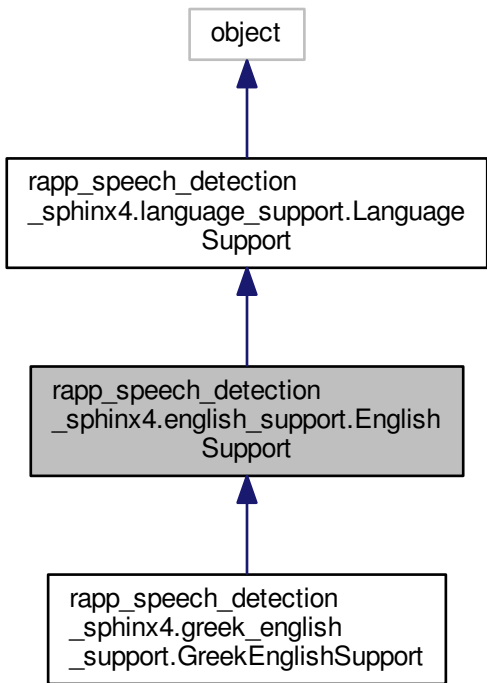 object
rapp_speech_detection
_sphinx4.language_support.Language
Support
rapp_speech_detection
_sphinx4.english_support.English
Support
rapp_speech_detection
_sphinx4.greek_english
_support.GreekEnglishSupport